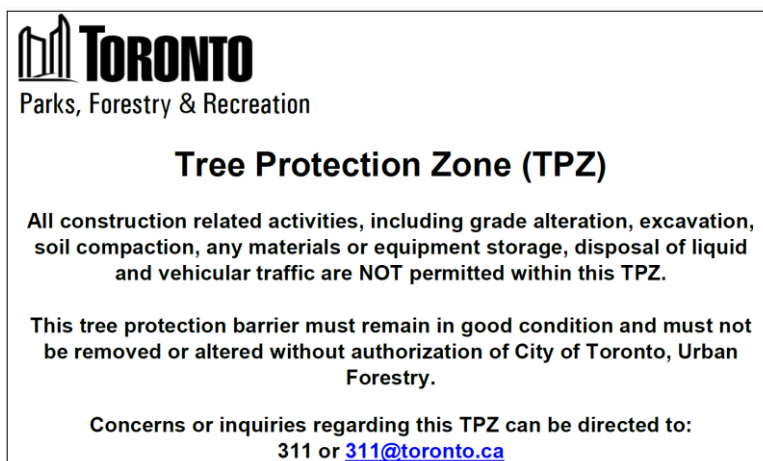 TORONTO
Parks, Forestry & Recreation
Tree Protection Zone (TPZ)
All construction related activities, including grade alteration, excavation,
soil compaction, any materials or equipment storage, disposal of liquid
and vehicular traffic are NOT permitted within this TPZ.
This tree protection barrier must remain in good condition and must not
be removed or altered without authorization of City of Toronto, Urban
Forestry.
Concerns or inquiries regarding this TPZ can be directed to:
311 or 311@toronto.ca